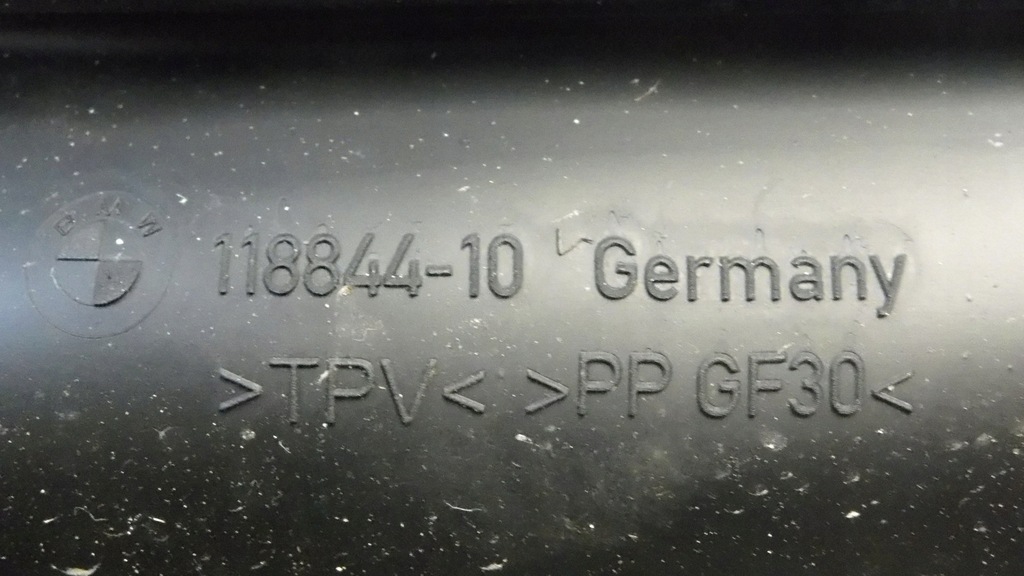 BMW 118844-10 Germany
>TPV< >PP GF30<